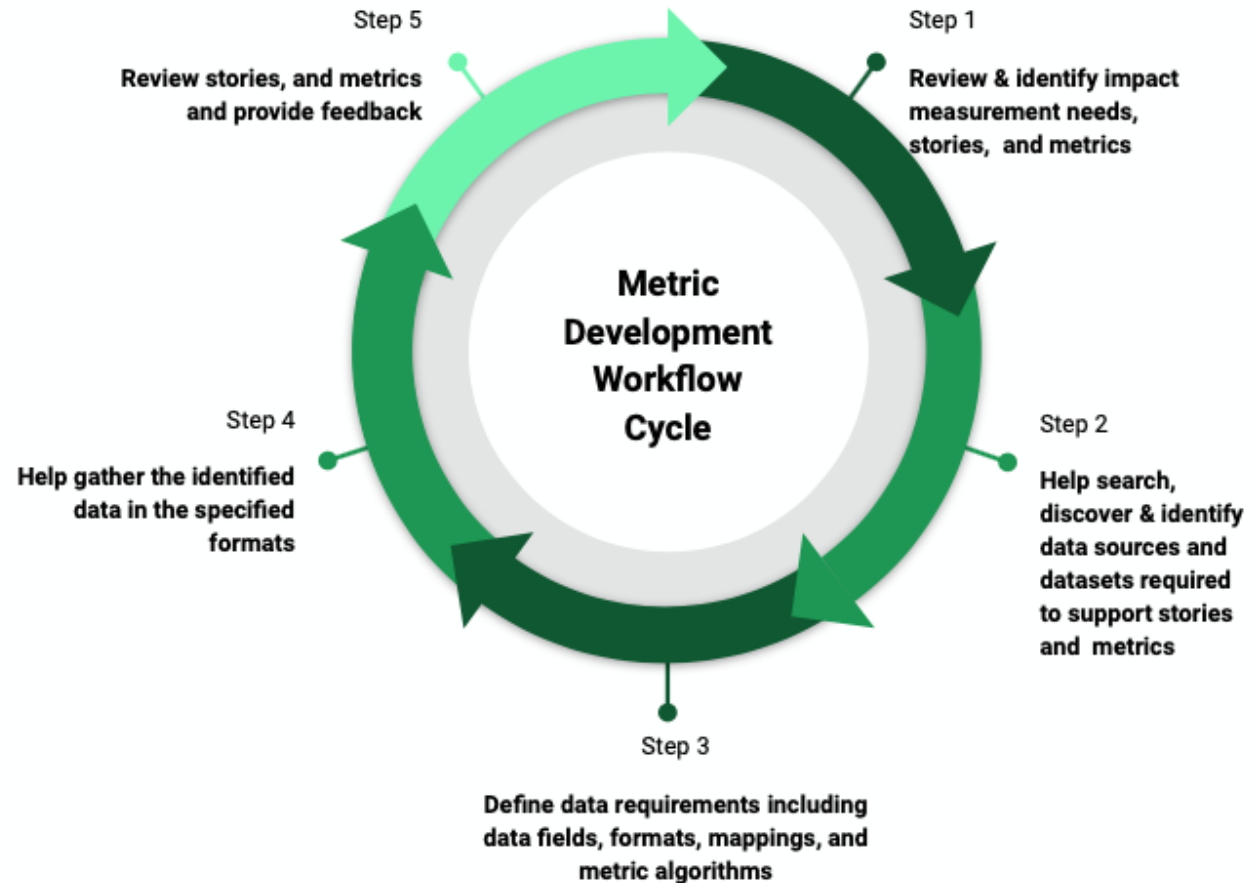 Metric
Development
Workflow
Cycle
Step 1
Review & identify impact
measurement needs,
stories, and metrics
Step 2
Help search,
discover & identify
data sources and
datasets required
to support stories
and metrics
Step 3
Define data requirements including
data fields, formats, mappings, and
metric algorithms
Step 4
Help gather the identified
data in the specified
formats
Step 5
Review stories, and metrics
and provide feedback